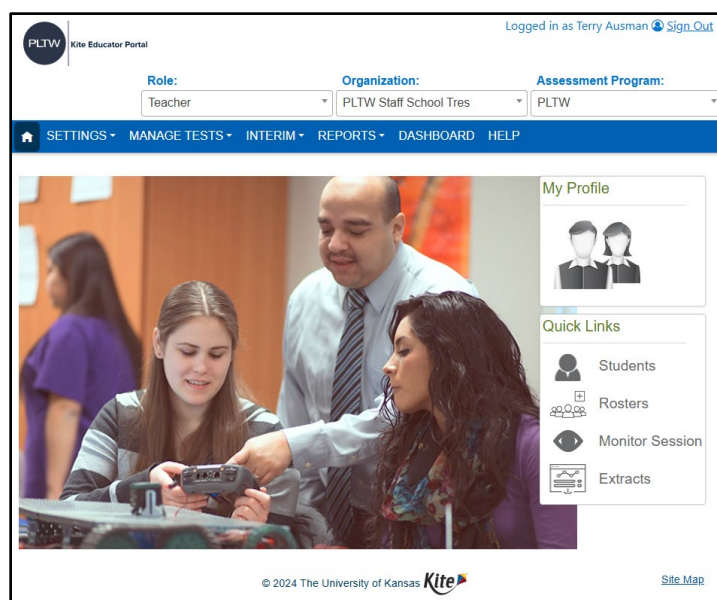 Logged in as Terry Ausman Sign Out
PLTW Kite Educator Portal
Role: Organization: Assessment Program:
Teacher PLTW Staff School Tres PLTW
SETTINGS MANAGE TESTS INTERIM REPORTS DASHBOARD HELP
My Profile
Quick Links
Students
Rosters
Monitor Session
Extracts
© 2024 The University of Kansas Kite Site Map